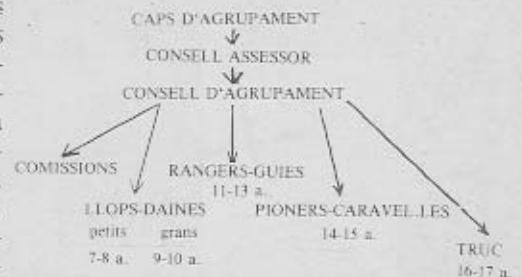 CAPS D'AGRUPAMENT
CONSELL ASSESSOR
CONSELL D'AGRUPAMENT
COMISSIONS
RANGERS-GUIES
11-13 a.
LLOPS-DAINES
petits grans
7-8 a. 9-10 a.
PIONERS-CARAVEL.LES
14-15 a.
TRUC
16-17 a.